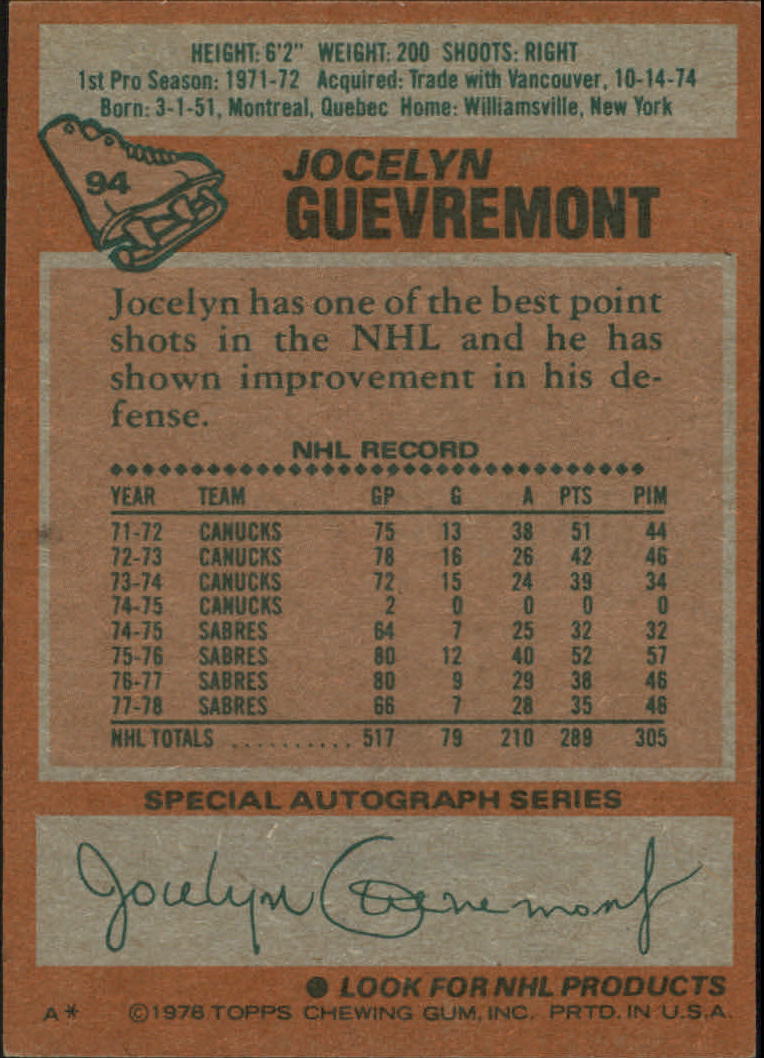 HEIGHT: 6'2" WEIGHT: 200 SHOOTS: RIGHT
1st Pro Season: 1971-72 Acquired: Trade with Vancouver, 10-14-74
Born: 3-1-51, Montreal, Quebec Home: Williamsville, New York
94
JOCELYN
GUEVREMONT
Jocelyn has one of the best point
shots in the NHL and he has
shown improvement in his de-
fense.
NHL RECORD
YEAR TEAM GP G A PTS PIM
71-72 CANUCKS 75 13 38 51 44
72-73 CANUCKS 78 16 26 42 46
73-74 CANUCKS 72 15 24 39 34
74-75 CANUCKS 2 0 0 0 0
74-75 SABRES 64 7 25 32 32
75-76 SABRES 80 12 40 52 57
76-77 SABRES 80 9 29 38 46
77-78 SABRES 66 7 28 35 46
NHL TOTALS .......... 517 79 210 289 305
SPECIAL AUTOGRAPH SERIES
Jocelyn Guevremont
● LOOK FOR NHL PRODUCTS
A* ©1978 TOPPS CHEWING GUM, INC. PRTD. IN U.S.A.